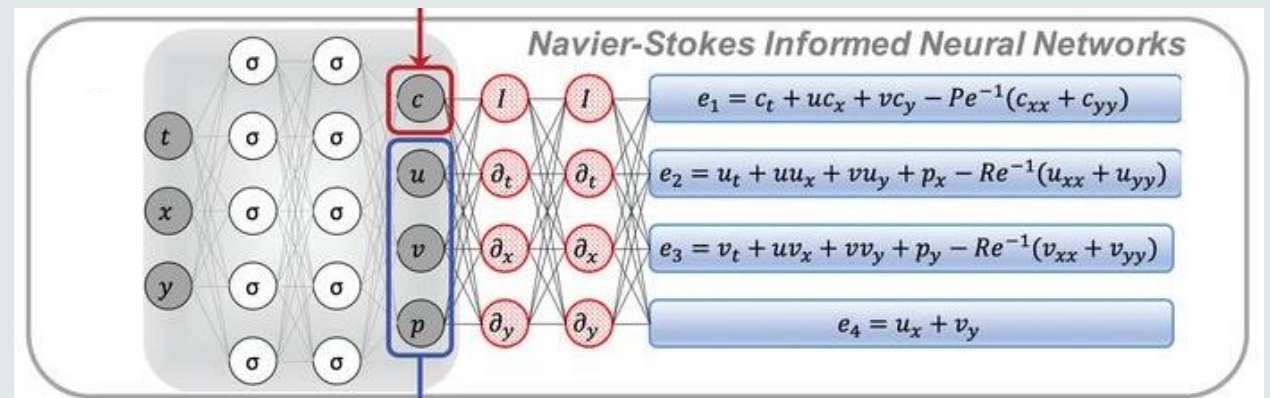 Navier-Stokes Informed Neural Networks
σ σ
c I I e₁ = c_t + uc_x + vc_y − Pe⁻¹(c_xx + c_yy)
t σ σ
u ∂_t ∂_t e₂ = u_t + uu_x + vu_y + p_x − Re⁻¹(u_xx + u_yy)
x σ σ
v ∂_x ∂_x e₃ = v_t + uv_x + vv_y + p_y − Re⁻¹(v_xx + v_yy)
y σ σ
p ∂_y ∂_y e₄ = u_x + v_y
σ σ